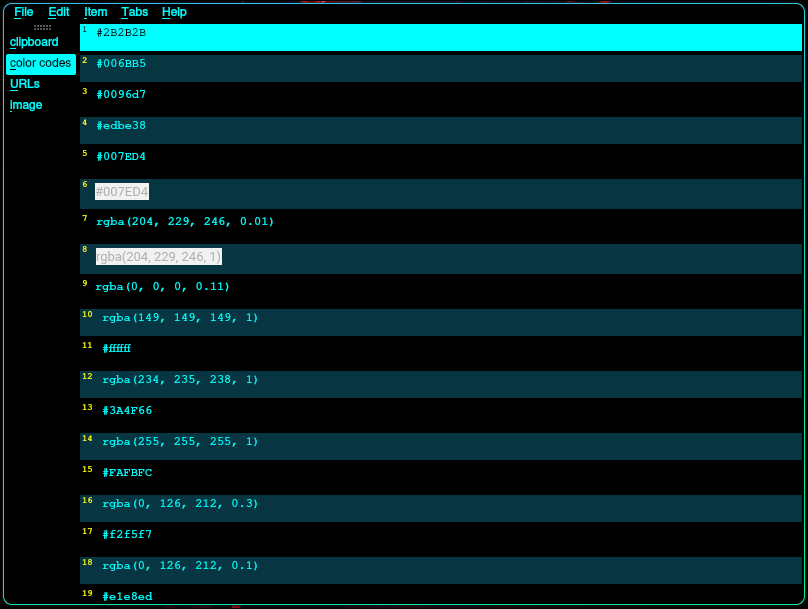 File Edit Item Tabs Help
clipboard
color codes
URLs
image
1 #2B2B2B
2 #006BB5
3 #0096d7
4 #edbe38
5 #007ED4
6 #007ED4
7 rgba(204, 229, 246, 0.01)
8 rgba(204, 229, 246, 1)
9 rgba(0, 0, 0, 0.11)
10 rgba(149, 149, 149, 1)
11 #ffffff
12 rgba(234, 235, 238, 1)
13 #3A4F66
14 rgba(255, 255, 255, 1)
15 #FAFBFC
16 rgba(0, 126, 212, 0.3)
17 #f2f5f7
18 rgba(0, 126, 212, 0.1)
19 #e1e8ed